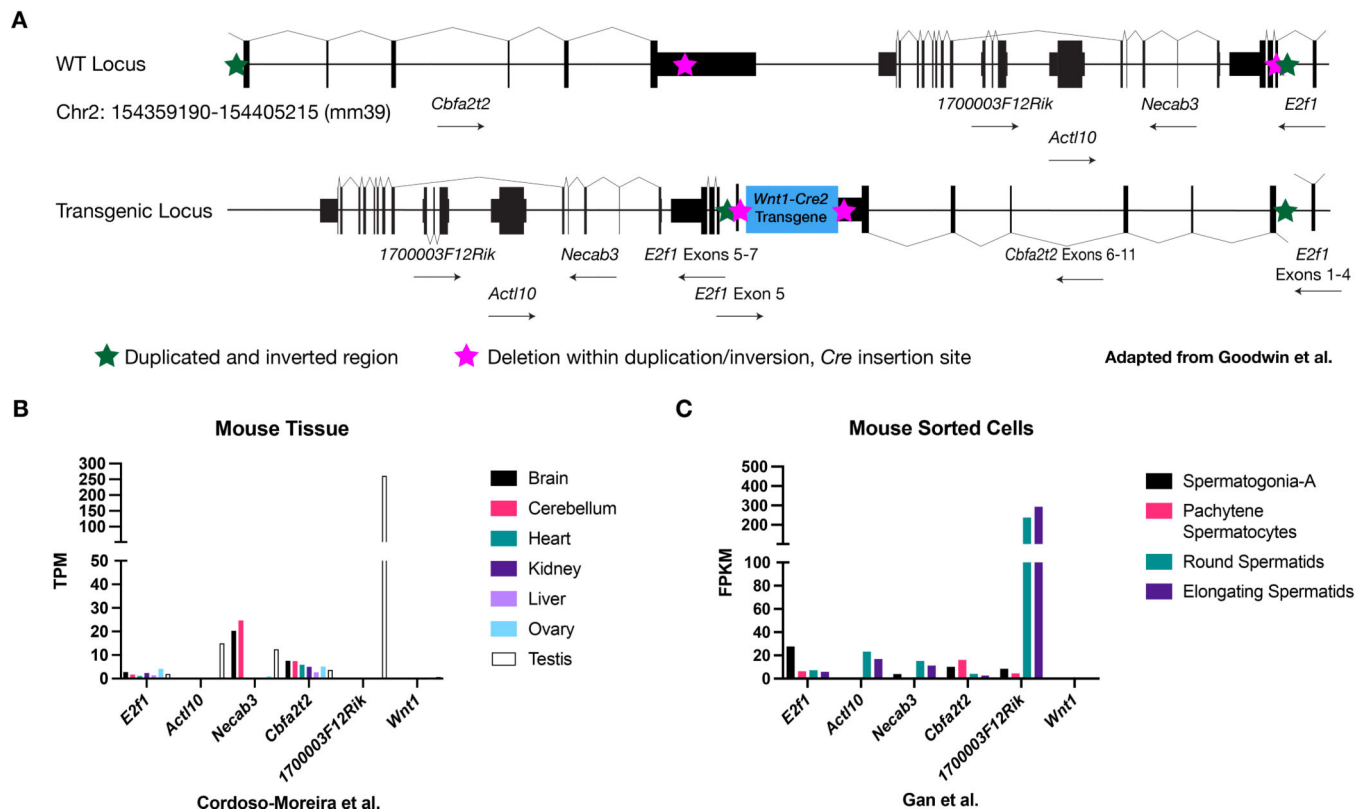 A
WT Locus
Chr2: 154359190-154405215 (mm39)
Cbfa2t2
1700003F12Rik
Necab3
E2f1
Actl10
Transgenic Locus
Wnt1-Cre2
Transgene
1700003F12Rik
Necab3
E2f1 Exons 5-7
Cbfa2t2 Exons 6-11
E2f1
Exons 1-4
Actl10
E2f1 Exon 5
Duplicated and inverted region
Deletion within duplication/inversion, Cre insertion site
Adapted from Goodwin et al.
B
Mouse Tissue
TPM
300
250
200
150
100
50
40
30
20
10
0
E2f1
Actl10
Necab3
Cbfa2t2
1700003F12Rik
Wnt1
Brain
Cerebellum
Heart
Kidney
Liver
Ovary
Testis
Cordoso-Moreira et al.
C
Mouse Sorted Cells
FPKM
500
400
300
200
100
80
60
40
20
0
E2f1
Actl10
Necab3
Cbfa2t2
1700003F12Rik
Wnt1
Spermatogonia-A
Pachytene
Spermatocytes
Round Spermatids
Elongating Spermatids
Gan et al.